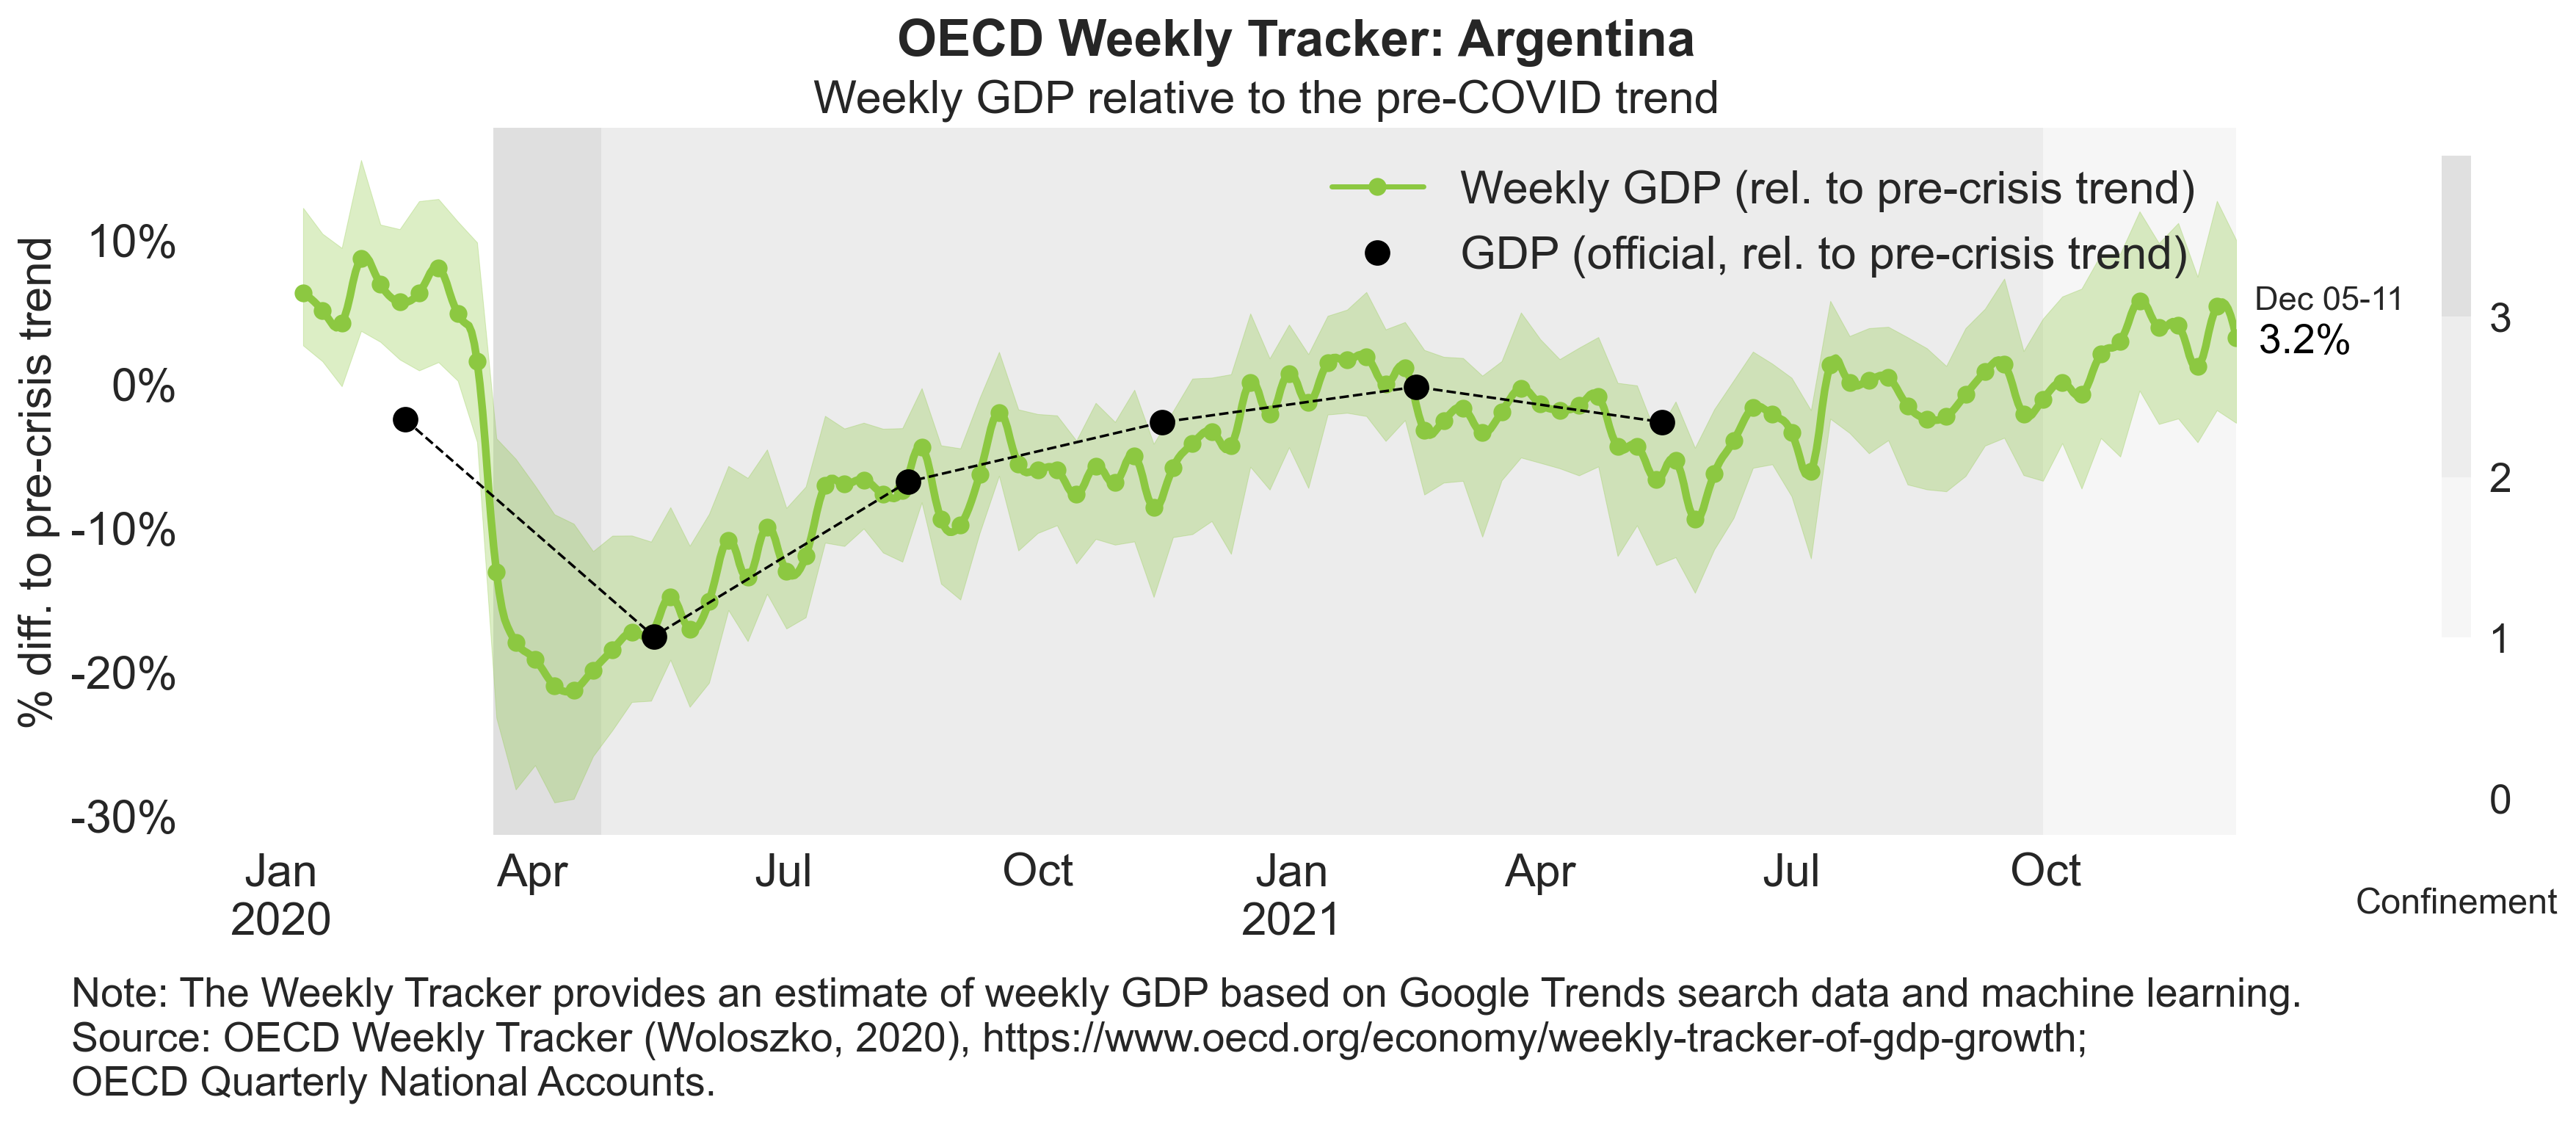 OECD Weekly Tracker: Argentina
Weekly GDP relative to the pre-COVID trend
Weekly GDP (rel. to pre-crisis trend)
GDP (official, rel. to pre-crisis trend)
% diff. to pre-crisis trend
10%
0%
-10%
-20%
-30%
Dec 05-11
3.2%
3
2
1
0
Confinement
Jan Apr Jul Oct Jan Apr Jul Oct
2020 2021
Note: The Weekly Tracker provides an estimate of weekly GDP based on Google Trends search data and machine learning.
Source: OECD Weekly Tracker (Woloszko, 2020), https://www.oecd.org/economy/weekly-tracker-of-gdp-growth;
OECD Quarterly National Accounts.